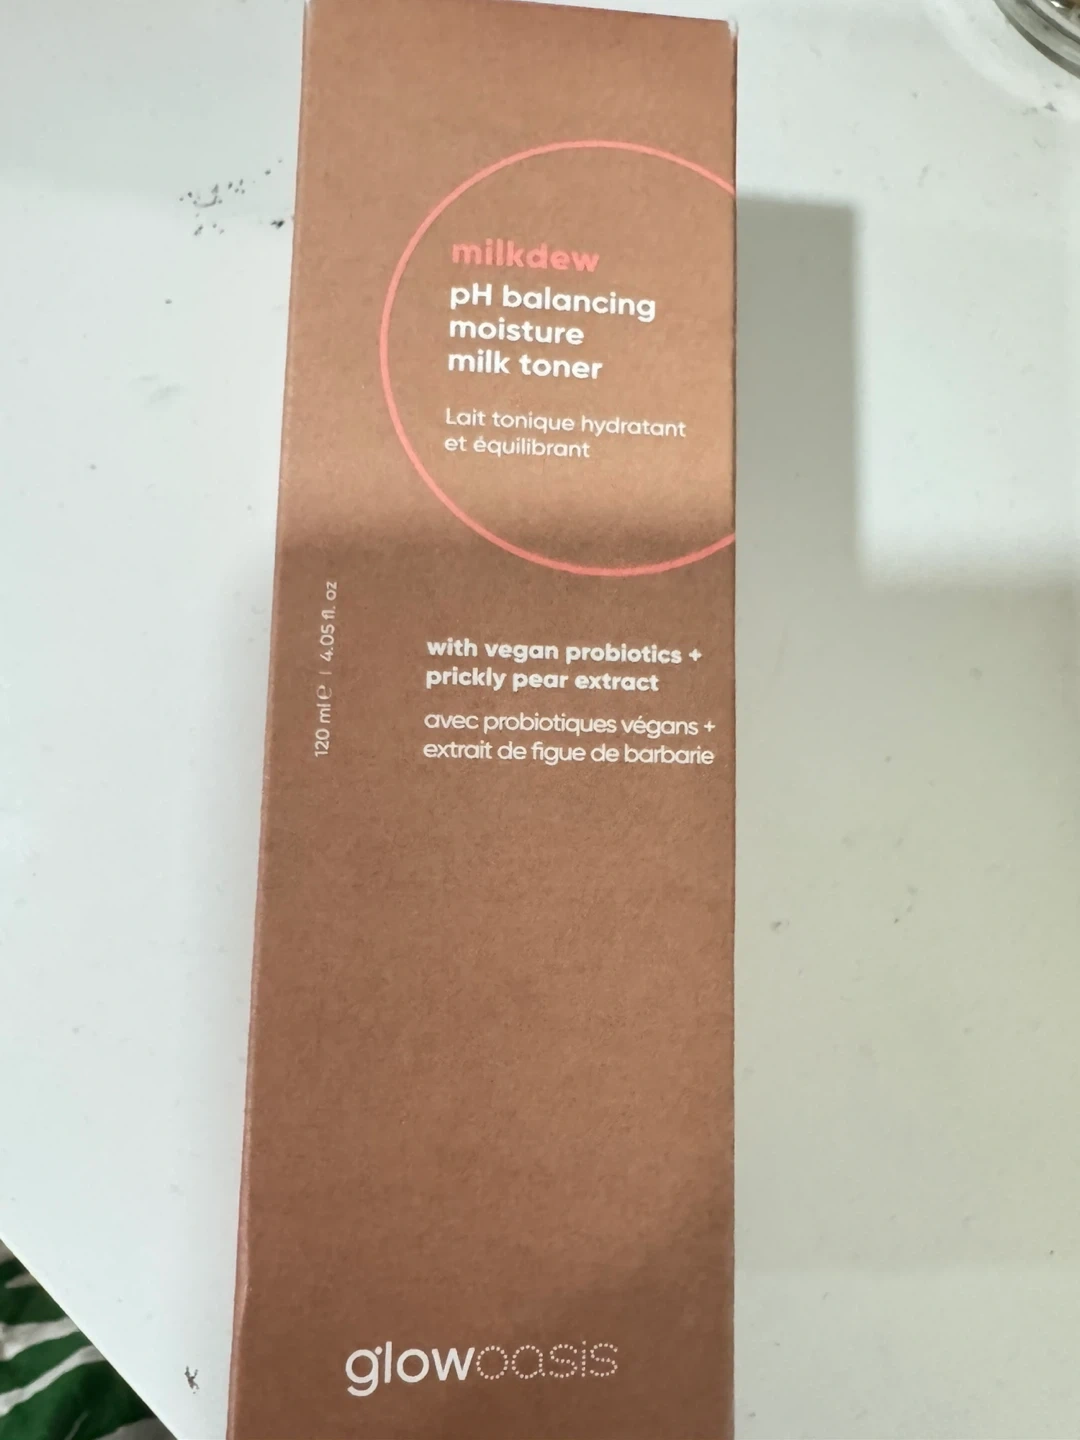 milkdew
pH balancing
moisture
milk toner
Lait tonique hydratant
et équilibrant
120 ml ℮ | 4.05 fl. oz
with vegan probiotics +
prickly pear extract
avec probiotiques végans +
extrait de figue de barbarie
glowoasis